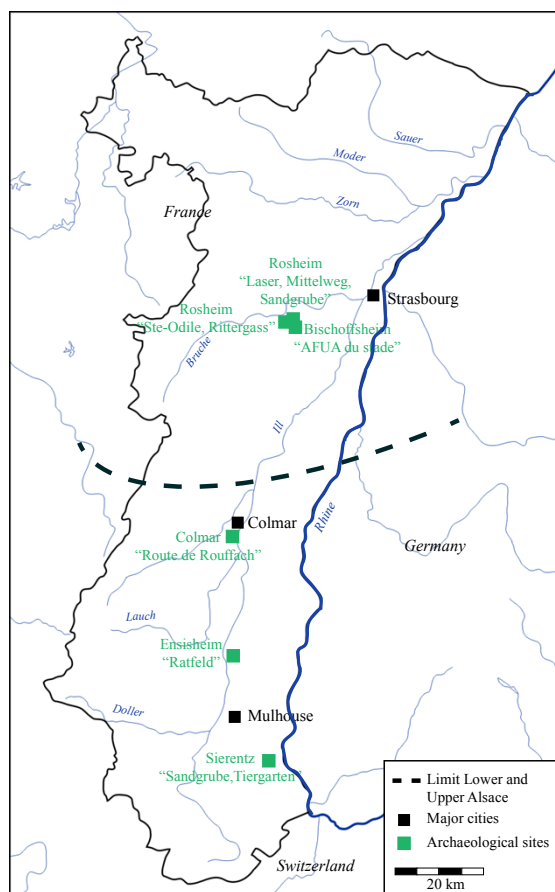 Sauer
Moder
Zorn
France
Rosheim
“Laser, Mittelweg,
Sandgrube”
Strasbourg
Rosheim
“Ste-Odile, Rittergass”
Bischoffsheim
“AFUA du stade”
Bruche
Ill
Rhine
Colmar
Colmar
“Route de Rouffach”
Germany
Lauch
Ensisheim
“Ratfeld”
Doller
Mulhouse
Sierentz
“Sandgrube,Tiergarten”
Switzerland
Limit Lower and
Upper Alsace
Major cities
Archaeological sites
20 km